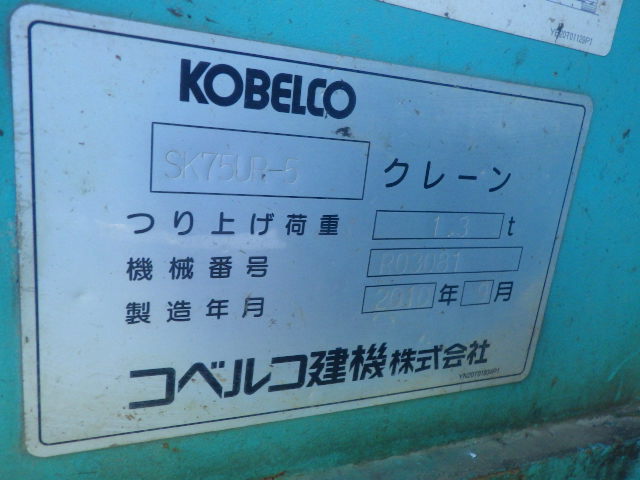 YN20T01129P1
KOBELCO
SK75UR-5 クレーン
つり上げ荷重 1.3 t
機械番号
製造年月 年 月
コベルコ建機株式会社